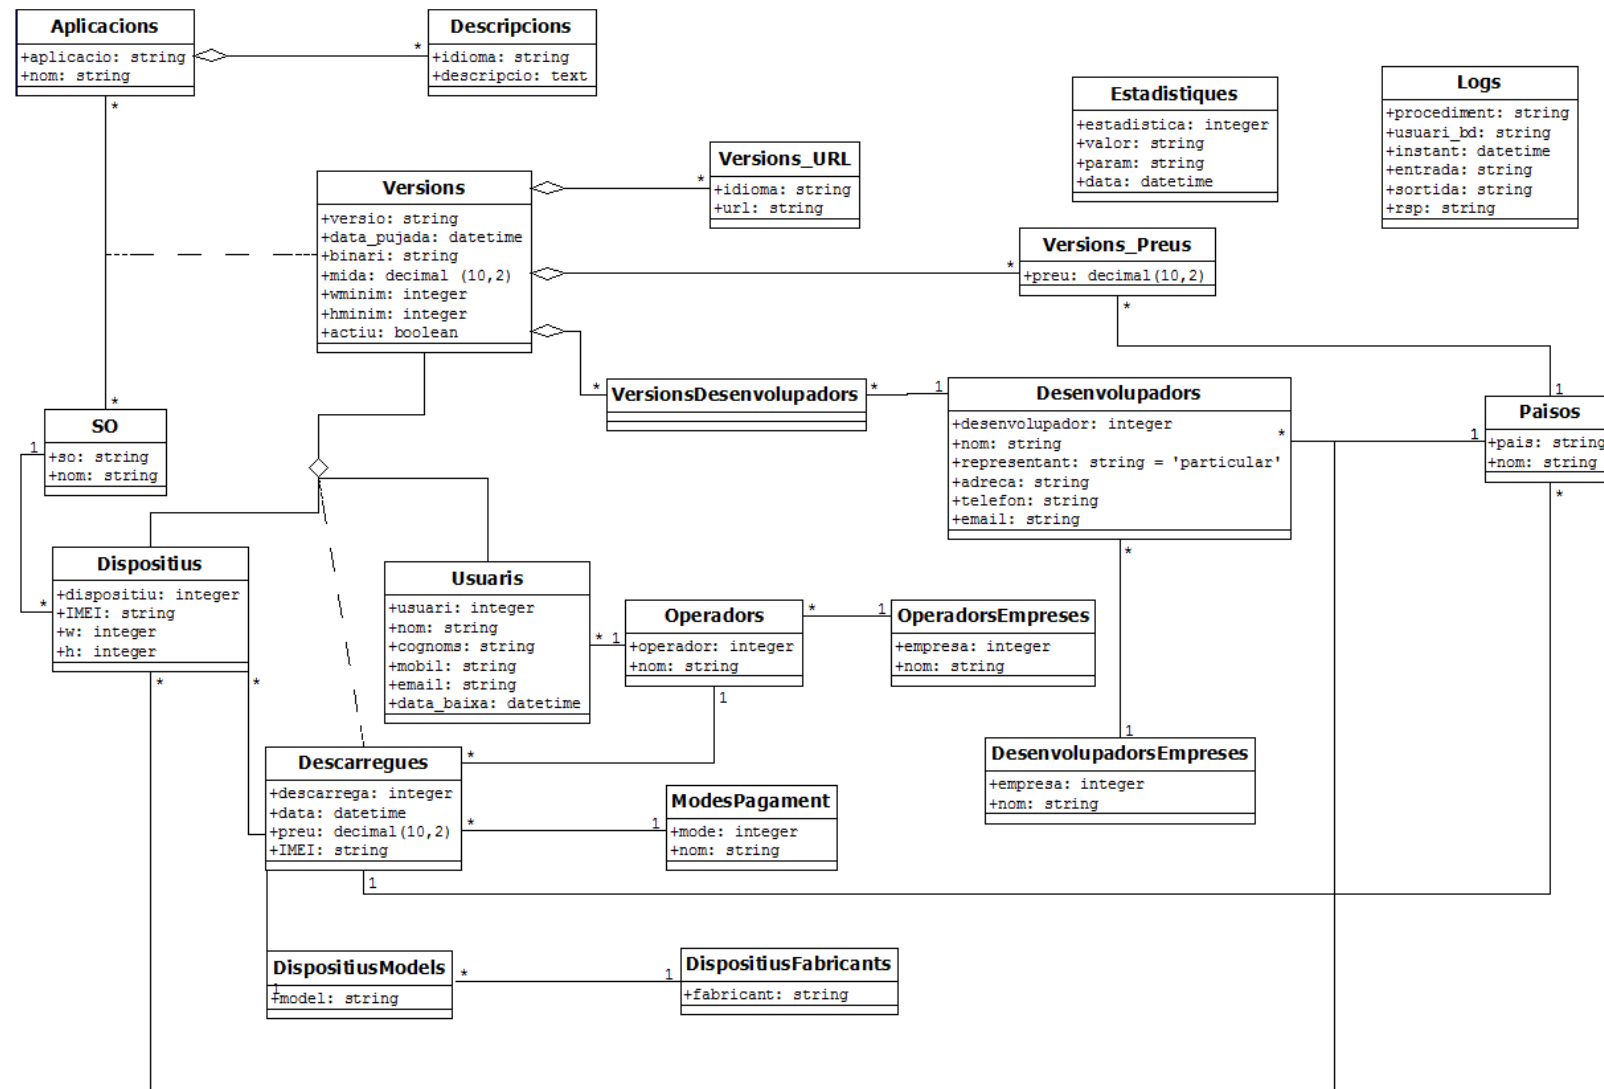 Aplicacions
+aplicacio: string
+nom: string
*
Descripcions
+idioma: string
+descripcio: text
*
Estadistiques
+estadistica: integer
+valor: string
+param: string
+data: datetime
Logs
+procediment: string
+usuari_bd: string
+instant: datetime
+entrada: string
+sortida: string
+rsp: string
Versions
+versio: string
+data_pujada: datetime
+binari: string
+mida: decimal (10,2)
+wminim: integer
+hminim: integer
+actiu: boolean
*
Versions_URL
+idioma: string
+url: string
*
Versions_Preus
+preu: decimal(10,2)
*
*
VersionsDesenvolupadors
*
1
Desenvolupadors
+desenvolupador: integer
+nom: string
+representant: string = 'particular'
+adreca: string
+telefon: string
+email: string
*
*
1
1
Paisos
+pais: string
+nom: string
*
*
SO
+so: string
+nom: string
1
*
Dispositius
+dispositiu: integer
+IMEI: string
+w: integer
+h: integer
*
*
Usuaris
+usuari: integer
+nom: string
+cognoms: string
+mobil: string
+email: string
+data_baixa: datetime
*
1
Operadors
+operador: integer
+nom: string
*
1
1
OperadorsEmpreses
+empresa: integer
+nom: string
1
DesenvolupadorsEmpreses
+empresa: integer
+nom: string
*
Descarregues
+descarrega: integer
+data: datetime
+preu: decimal(10,2)
+IMEI: string
*
1
1
ModesPagament
+mode: integer
+nom: string
DispositiusModels
1
+model: string
*
1
DispositiusFabricants
+fabricant: string